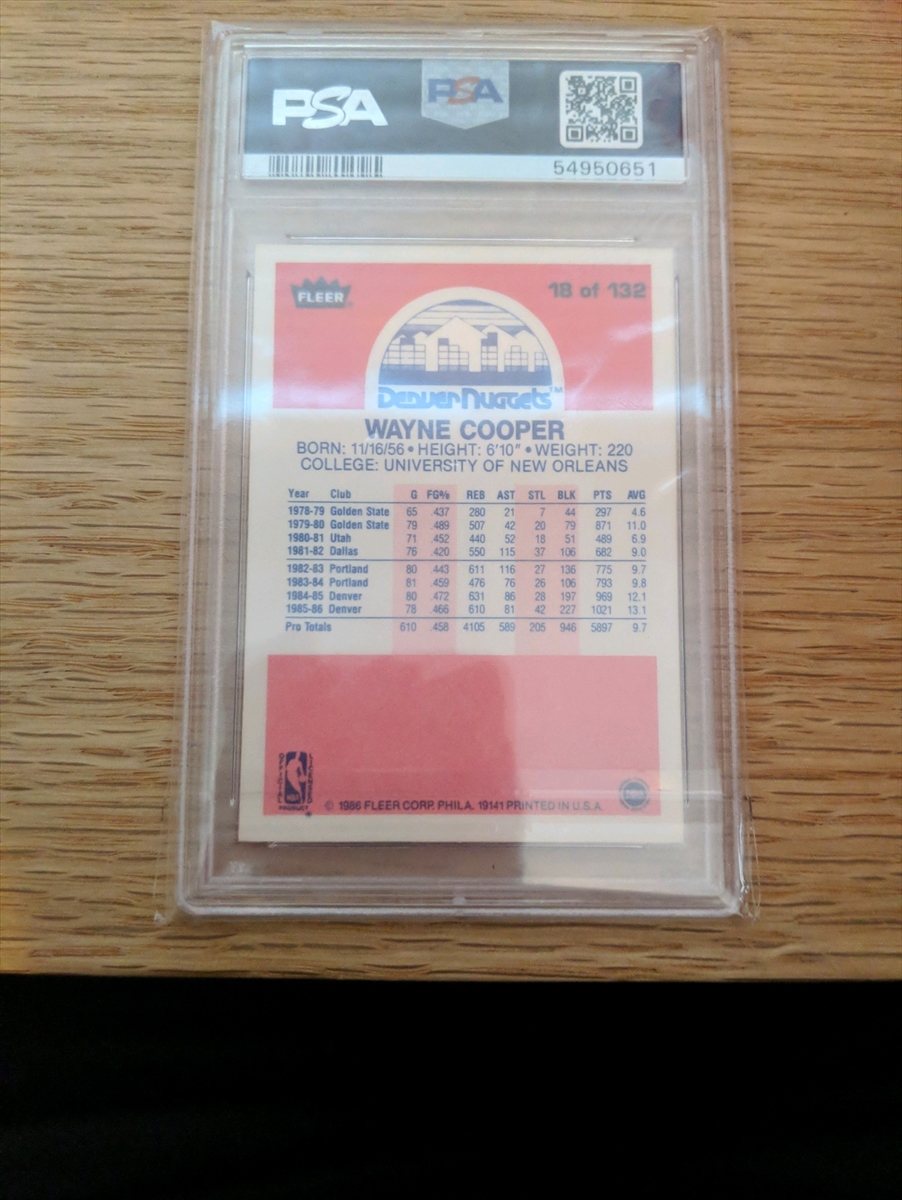 PSA PSA
54950651
FLEER 18 of 132
Denver Nuggets™
WAYNE COOPER
BORN: 11/16/56 • HEIGHT: 6'10" • WEIGHT: 220
COLLEGE: UNIVERSITY OF NEW ORLEANS
Year Club G FG% REB AST STL BLK PTS AVG
1978-79 Golden State 65 .437 280 21 7 44 297 4.6
1979-80 Golden State 79 .489 507 42 20 79 871 11.0
1980-81 Utah 71 .452 440 52 18 51 489 6.9
1981-82 Dallas 76 .420 550 115 37 106 682 9.0
1982-83 Portland 80 .443 611 116 27 136 775 9.7
1983-84 Portland 81 .459 476 76 26 106 793 9.8
1984-85 Denver 80 .472 631 86 28 197 969 12.1
1985-86 Denver 78 .466 610 81 42 227 1021 13.1
Pro Totals 610 .458 4105 589 205 946 5897 9.7
PRODUCT
© 1986 FLEER CORP. PHILA. 19141 PRINTED IN U.S.A.